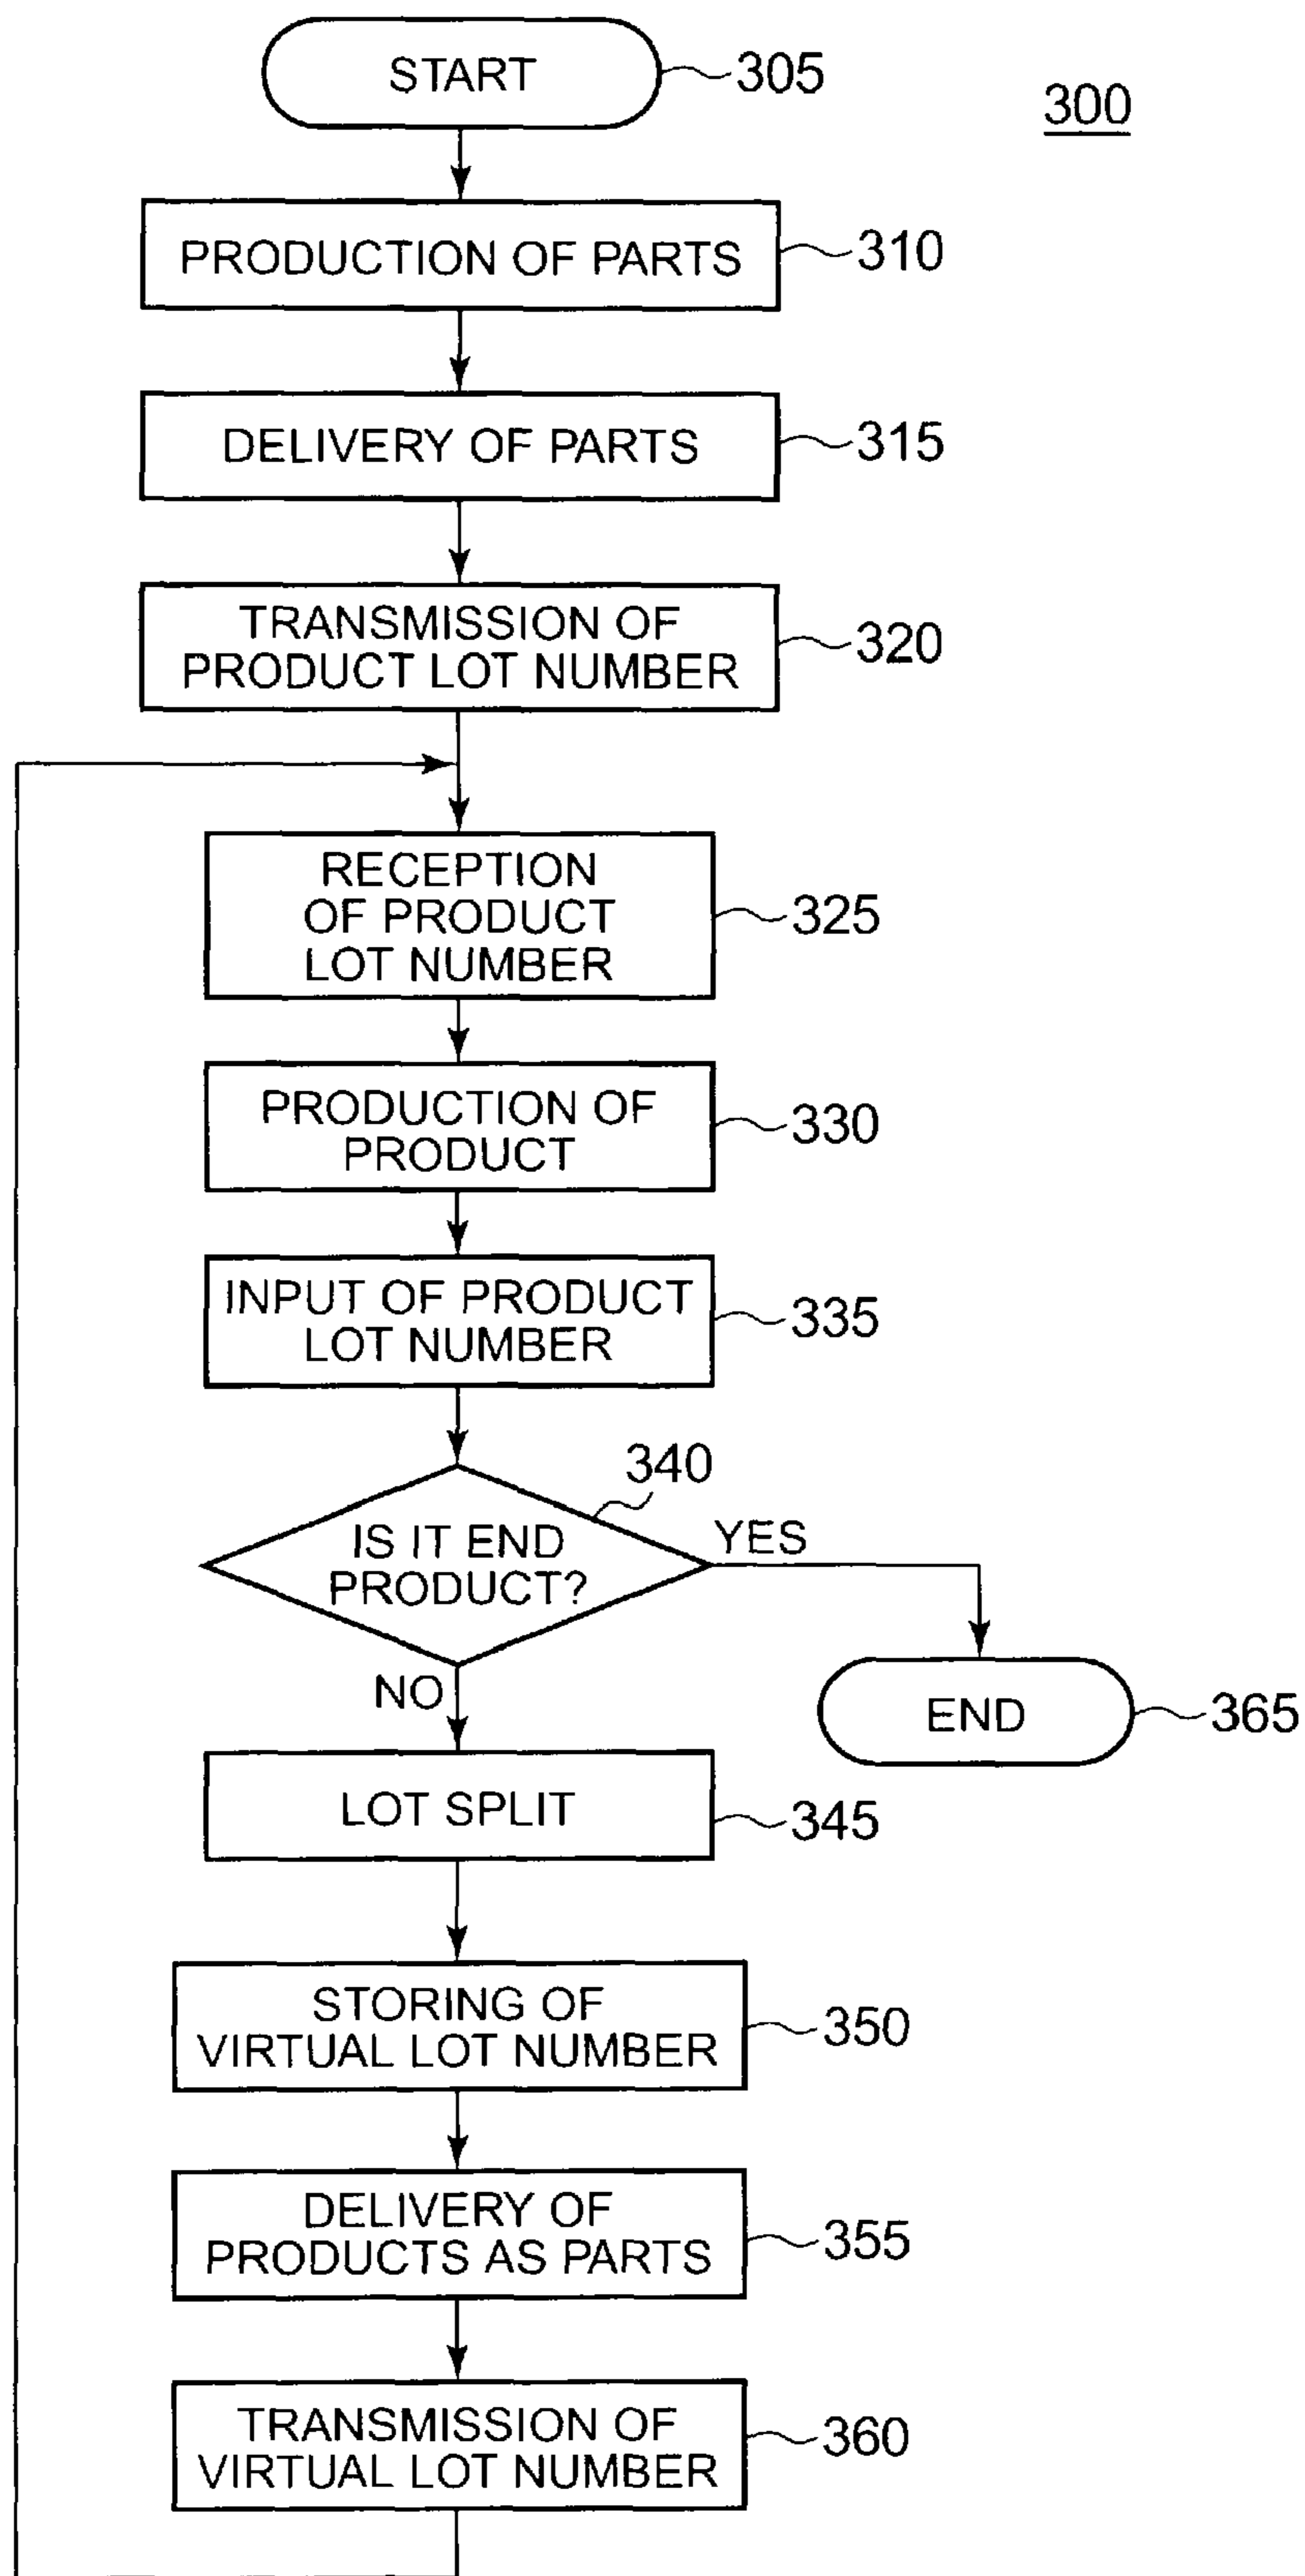 START
305
300
PRODUCTION OF PARTS
310
DELIVERY OF PARTS
315
TRANSMISSION OF
PRODUCT LOT NUMBER
320
RECEPTION
OF PRODUCT
LOT NUMBER
325
PRODUCTION OF
PRODUCT
330
INPUT OF PRODUCT
LOT NUMBER
335
340
IS IT END
PRODUCT?
YES
NO
END
365
LOT SPLIT
345
STORING OF
VIRTUAL LOT NUMBER
350
DELIVERY OF
PRODUCTS AS PARTS
355
TRANSMISSION OF
VIRTUAL LOT NUMBER
360